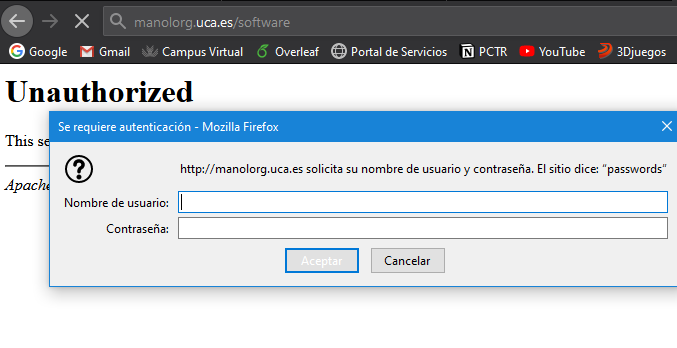 manolorg.uca.es/software
Google Gmail Campus Virtual Overleaf Portal de Servicios PCTR YouTube 3Djuegos
Unauthorized
Se requiere autenticación - Mozilla Firefox
This se
http://manolorg.uca.es solicita su nombre de usuario y contraseña. El sitio dice: “passwords”
Apache
Nombre de usuario:
Contraseña:
Aceptar Cancelar